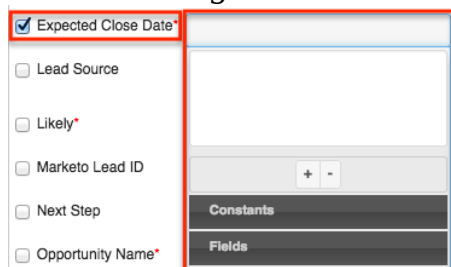 Expected Close Date*
Lead Source
Likely*
Marketo Lead ID
+ -
Next Step
Constants
Opportunity Name*
Fields